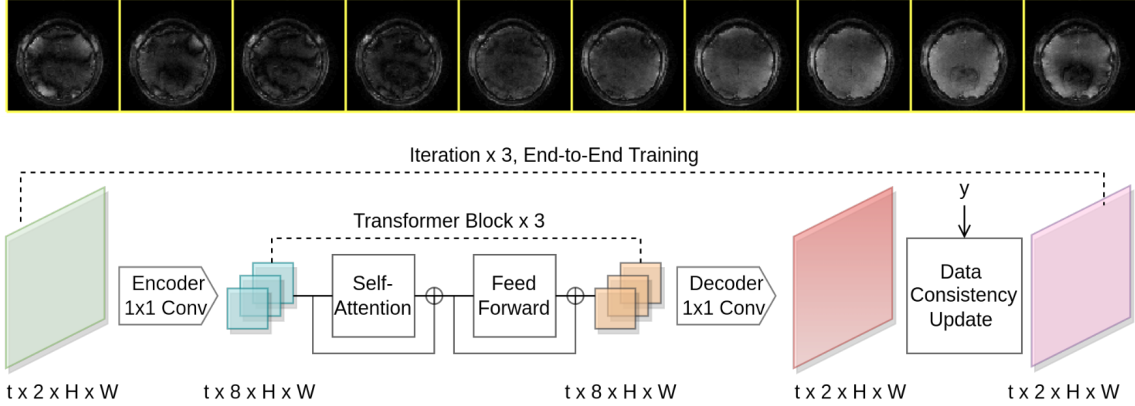 Iteration x 3, End-to-End Training
y
Transformer Block x 3
Encoder
1x1 Conv
Self-
Attention
Feed
Forward
Decoder
1x1 Conv
Data
Consistency
Update
t x 2 x H x W
t x 8 x H x W
t x 8 x H x W
t x 2 x H x W
t x 2 x H x W